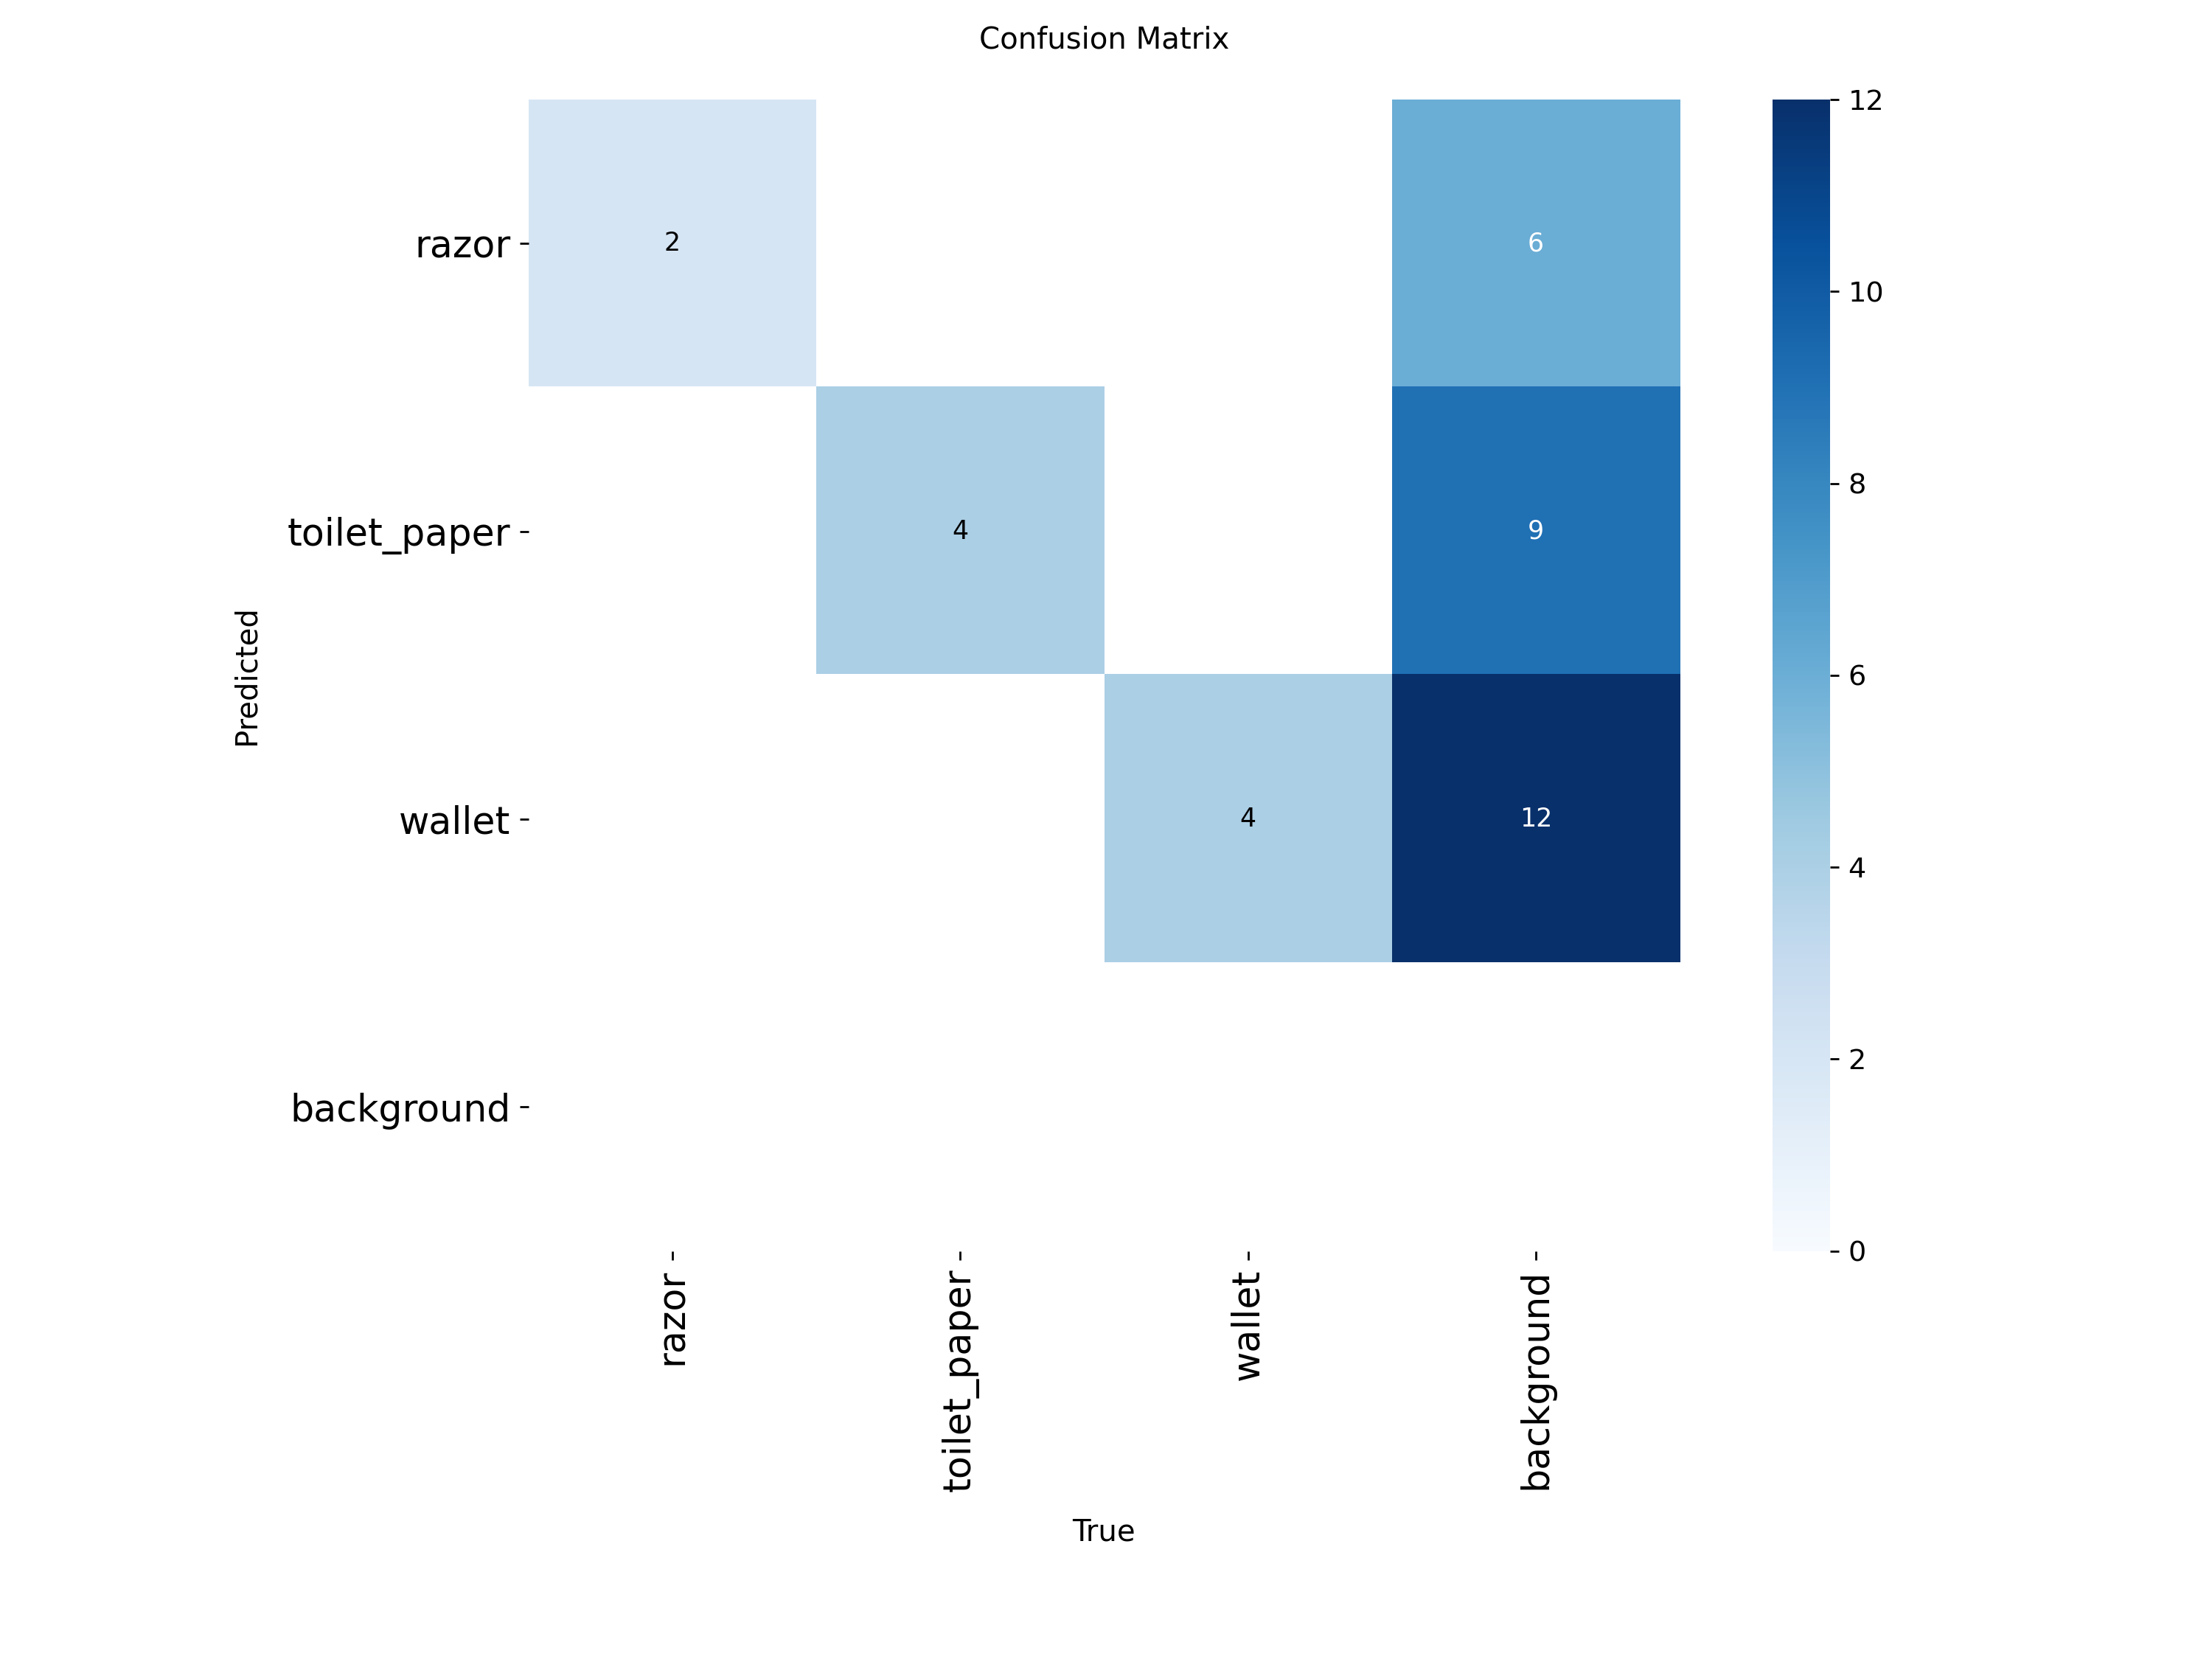 Confusion Matrix
razor
2
6
toilet_paper
4
9
wallet
4
12
background
Predicted
razor
toilet_paper
wallet
background
True
12
10
8
6
4
2
0